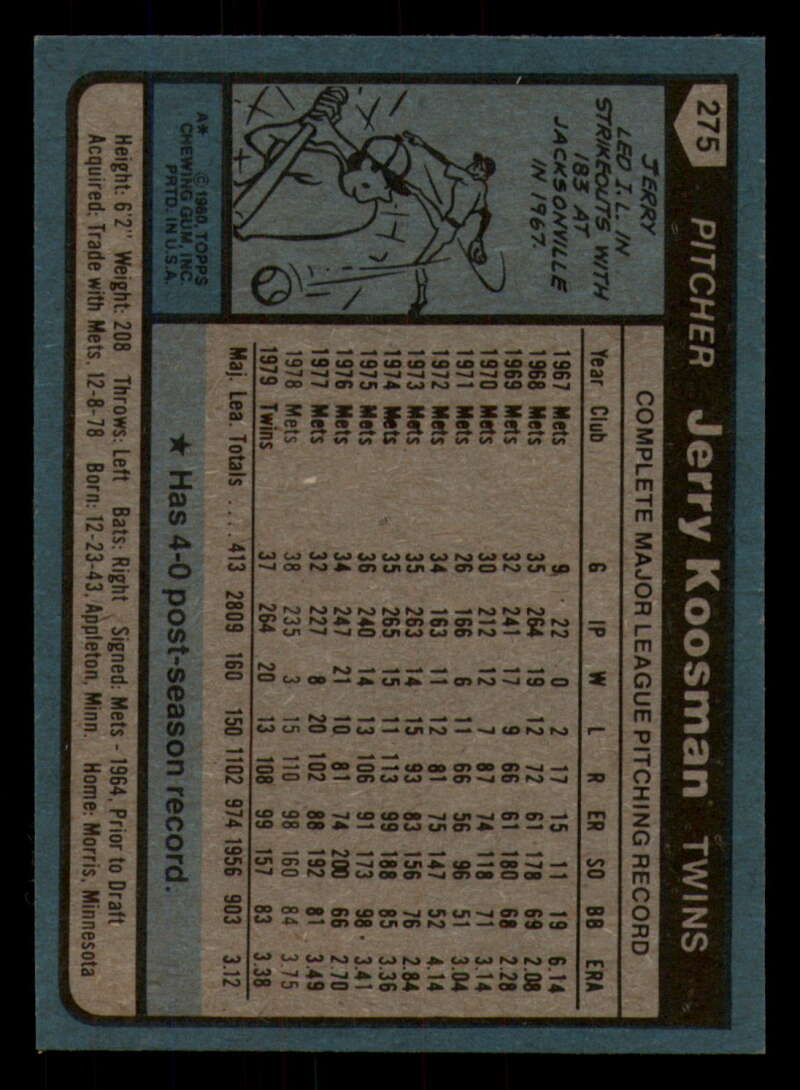 275 PITCHER Jerry Koosman TWINS
JERRY
LED I.L. IN
STRIKEOUTS WITH
183 AT
JACKSONVILLE
IN 1967.
A* © 1980 TOPPS
CHEWING GUM, INC.
PRTD. IN U.S.A.
COMPLETE MAJOR LEAGUE PITCHING RECORD
Year Club G IP W L R ER SO BB ERA
1967 Mets 9 22 0 2 17 15 11 19 6.14
1968 Mets 35 264 19 12 72 61 178 69 2.08
1969 Mets 32 241 17 9 66 61 180 68 2.28
1970 Mets 30 212 12 7 87 74 118 71 3.14
1971 Mets 26 166 6 11 66 56 96 51 3.04
1972 Mets 34 163 11 12 81 75 147 52 4.14
1973 Mets 35 263 14 15 93 83 156 76 2.84
1974 Mets 35 265 15 11 113 99 188 85 3.36
1975 Mets 36 240 14 13 106 91 173 98 3.41
1976 Mets 34 247 21 10 81 74 200 66 2.70
1977 Mets 32 227 8 20 102 88 192 81 3.49
1978 Mets 38 235 3 15 110 98 160 84 3.75
1979 Twins 37 264 20 13 108 99 157 83 3.38
Maj. Lea. Totals .... 413 2809 160 150 1102 974 1956 903 3.12
★ Has 4-0 post-season record.
Height: 6'2" Weight: 208 Throws: Left Bats: Right Signed: Mets - 1964, Prior to Draft
Acquired: Trade with Mets, 12-8-78 Born: 12-23-43, Appleton, Minn. Home: Morris, Minnesota